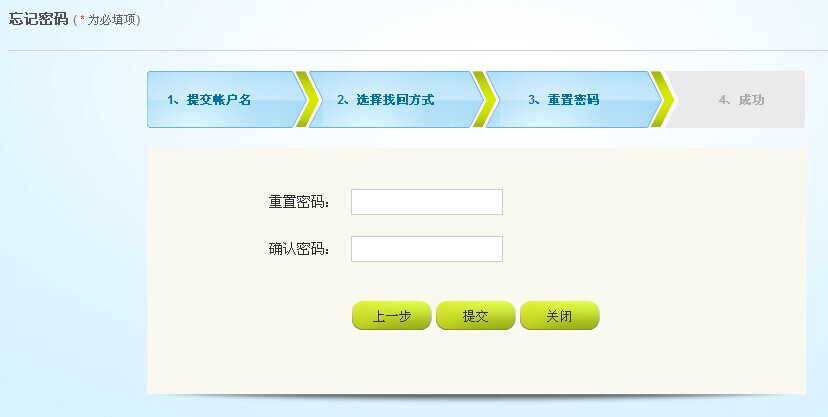 忘记密码 ( * 为必填项)
1、提交帐户名 2、选择找回方式 3、重置密码 4、成功
重置密码：
确认密码：
上一步 提交 关闭